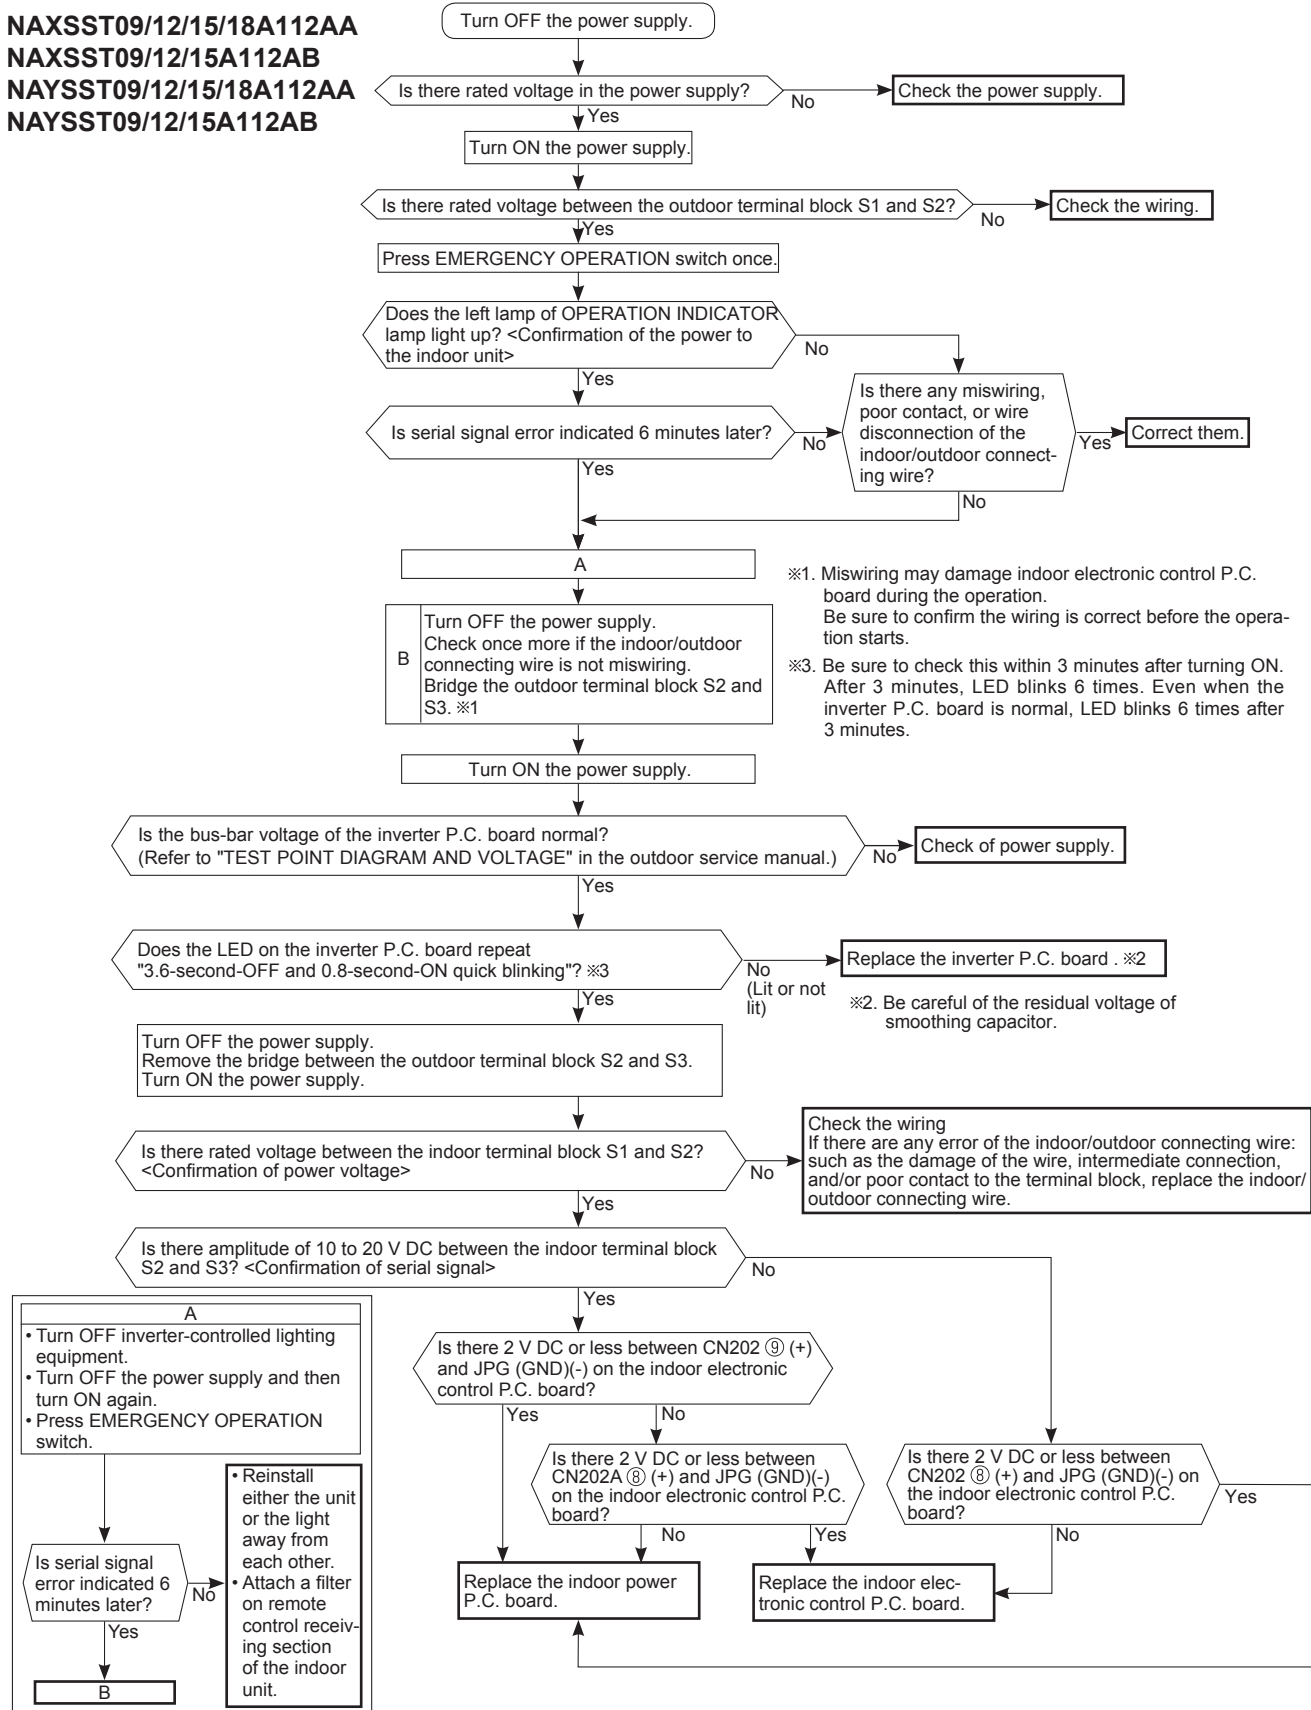 NAXSST09/12/15/18A112AA
NAXSST09/12/15A112AB
NAYSST09/12/15/18A112AA
NAYSST09/12/15A112AB
Turn OFF the power supply.
Is there rated voltage in the power supply?
No
Check the power supply.
Yes
Turn ON the power supply.
Is there rated voltage between the outdoor terminal block S1 and S2?
No
Check the wiring.
Yes
Press EMERGENCY OPERATION switch once.
Does the left lamp of OPERATION INDICATOR
lamp light up? <Confirmation of the power to
the indoor unit>
No
Yes
Is there any miswiring,
poor contact, or wire
disconnection of the
indoor/outdoor connect-
ing wire?
Yes
Correct them.
Is serial signal error indicated 6 minutes later?
No
Yes
No
A
B
Turn OFF the power supply.
Check once more if the indoor/outdoor
connecting wire is not miswiring.
Bridge the outdoor terminal block S2 and
S3. ※1
※1. Miswiring may damage indoor electronic control P.C.
board during the operation.
Be sure to confirm the wiring is correct before the opera-
tion starts.
※3. Be sure to check this within 3 minutes after turning ON.
After 3 minutes, LED blinks 6 times. Even when the
inverter P.C. board is normal, LED blinks 6 times after
3 minutes.
Turn ON the power supply.
Is the bus-bar voltage of the inverter P.C. board normal?
(Refer to "TEST POINT DIAGRAM AND VOLTAGE" in the outdoor service manual.)
No
Check of power supply.
Yes
Does the LED on the inverter P.C. board repeat
"3.6-second-OFF and 0.8-second-ON quick blinking"? ※3
No
(Lit or not
lit)
Replace the inverter P.C. board . ※2
※2. Be careful of the residual voltage of
smoothing capacitor.
Yes
Turn OFF the power supply.
Remove the bridge between the outdoor terminal block S2 and S3.
Turn ON the power supply.
Is there rated voltage between the indoor terminal block S1 and S2?
<Confirmation of power voltage>
No
Check the wiring
If there are any error of the indoor/outdoor connecting wire:
such as the damage of the wire, intermediate connection,
and/or poor contact to the terminal block, replace the indoor/
outdoor connecting wire.
Yes
Is there amplitude of 10 to 20 V DC between the indoor terminal block
S2 and S3? <Confirmation of serial signal>
No
Yes
Is there 2 V DC or less between CN202 ⑨ (+)
and JPG (GND)(-) on the indoor electronic
control P.C. board?
Yes
No
Is there 2 V DC or less between
CN202A ⑧ (+) and JPG (GND)(-)
on the indoor electronic control P.C.
board?
No
Yes
Is there 2 V DC or less between
CN202 ⑧ (+) and JPG (GND)(-) on
the indoor electronic control P.C.
board?
Yes
No
Replace the indoor power
P.C. board.
Replace the indoor elec-
tronic control P.C. board.
A
• Turn OFF inverter-controlled lighting
equipment.
• Turn OFF the power supply and then
turn ON again.
• Press EMERGENCY OPERATION
switch.
Is serial signal
error indicated 6
minutes later?
No
• Reinstall
either the unit
or the light
away from
each other.
• Attach a filter
on remote
control receiv-
ing section
of the indoor
unit.
Yes
B